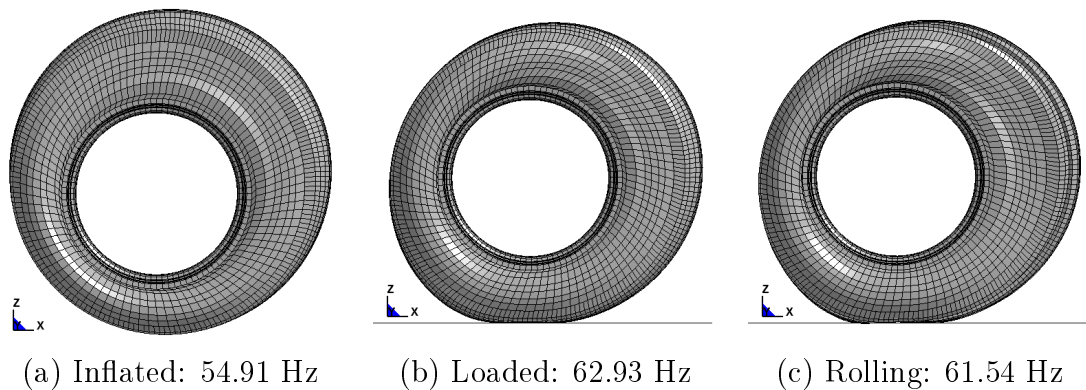 z
x
z
x
z
x
(a) Inflated: 54.91 Hz
(b) Loaded: 62.93 Hz
(c) Rolling: 61.54 Hz